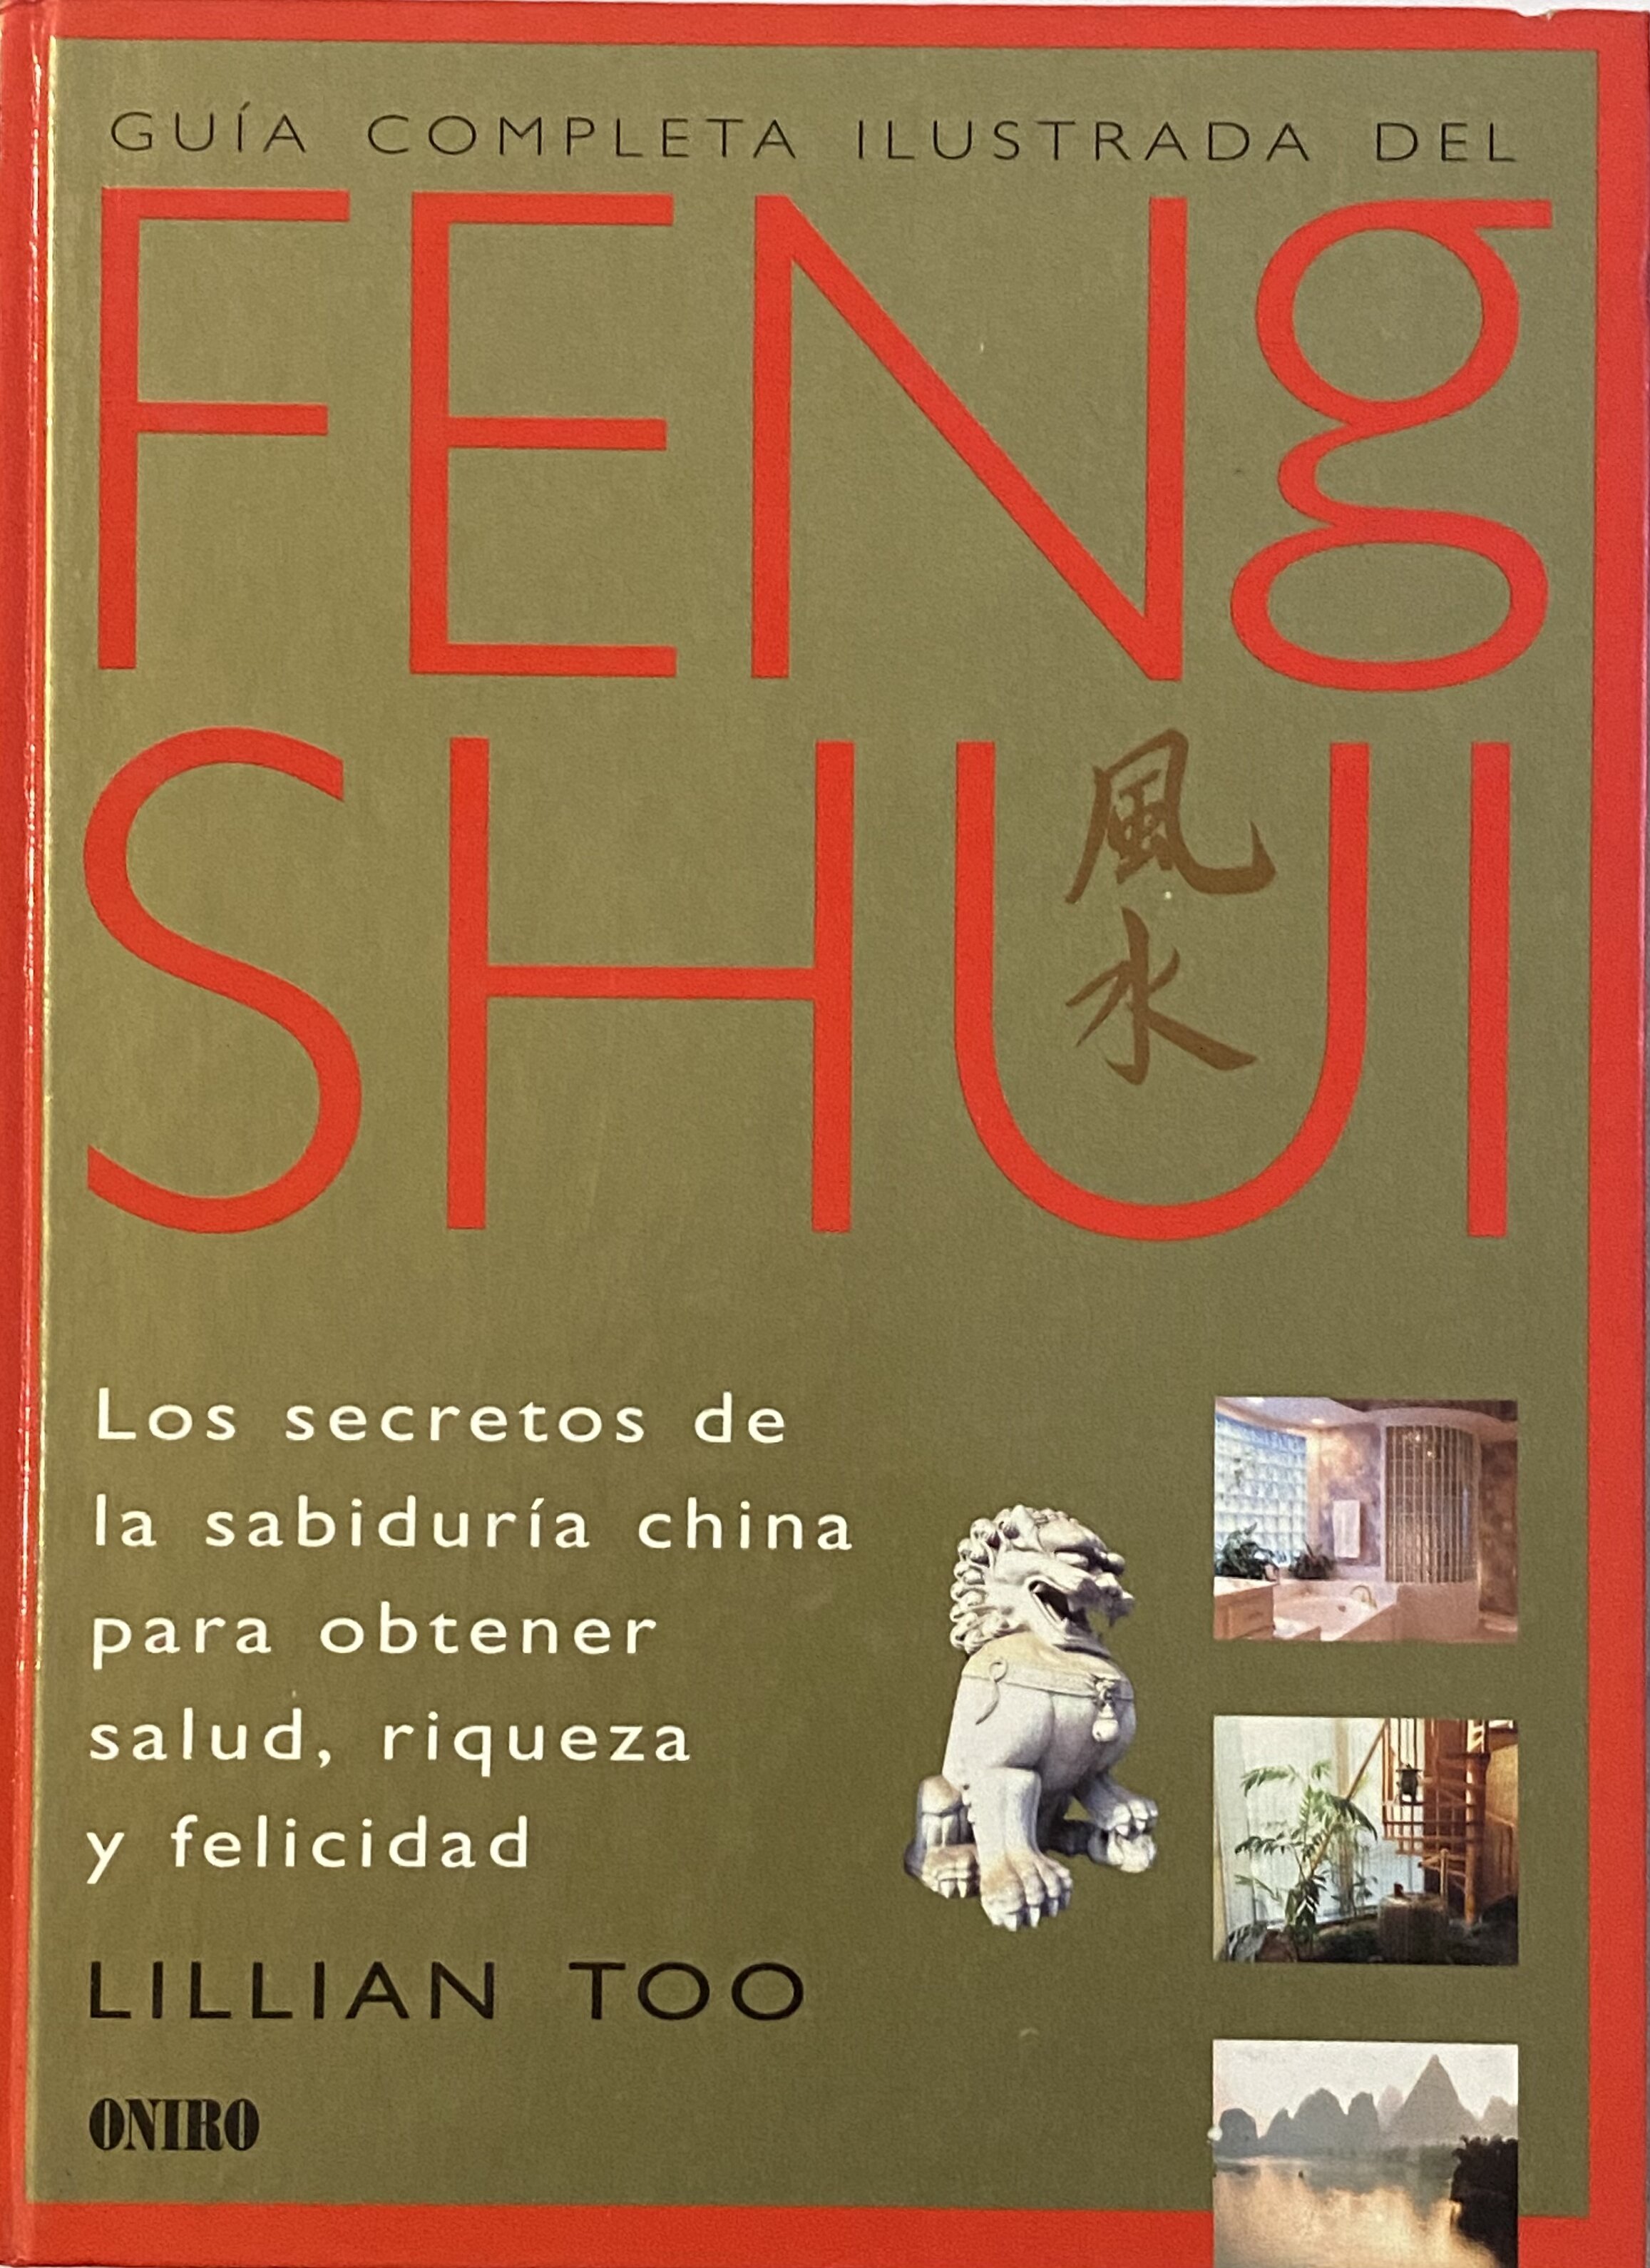 GUÍA COMPLETA ILUSTRADA DEL
FENg
SHUI
風
水
Los secretos de
la sabiduría china
para obtener
salud, riqueza
y felicidad
LILLIAN TOO
ONIRO